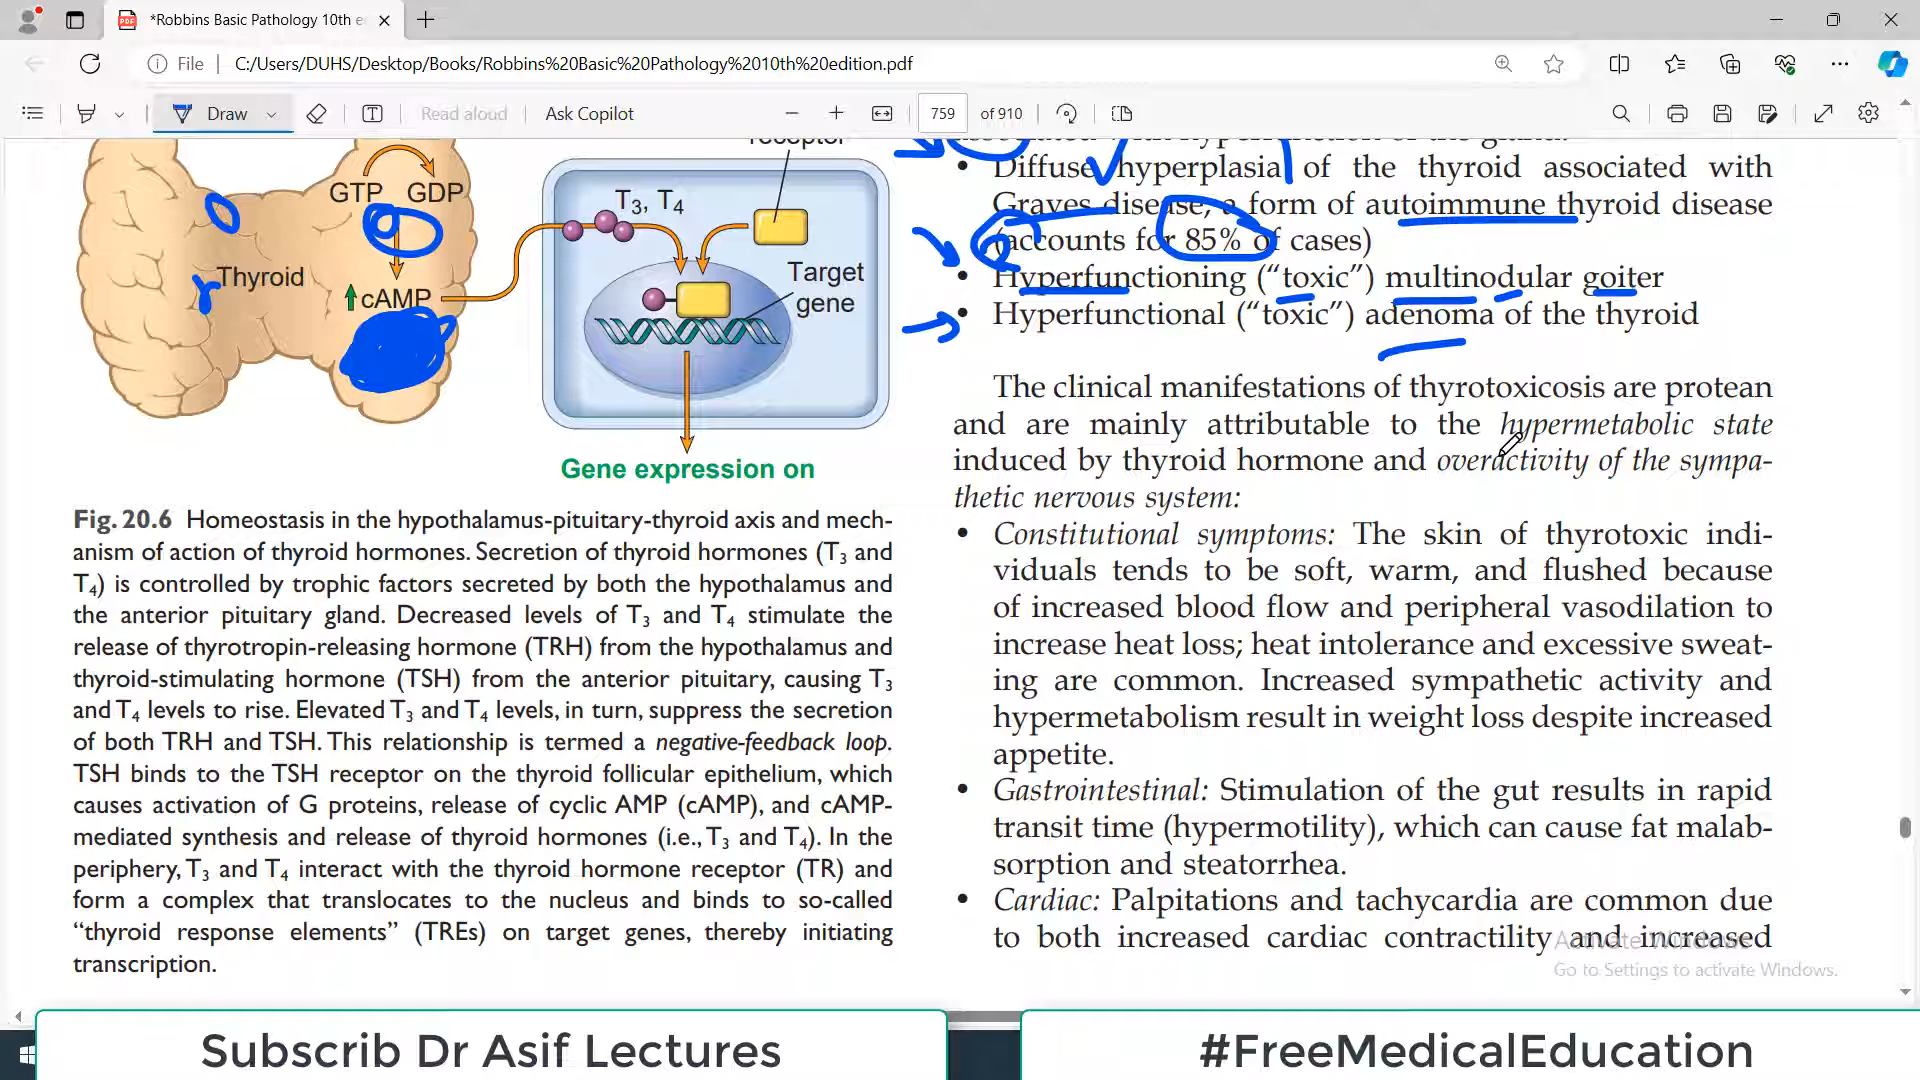 *Robbins Basic Pathology 10th e
File
C:/Users/DUHS/Desktop/Books/Robbins%20Basic%20Pathology%2010th%20edition.pdf
Draw
Read aloud
Ask Copilot
759 of 910
GTP GDP
Thyroid
cAMP
receptor
T3, T4
Target
gene
Gene expression on
Fig. 20.6 Homeostasis in the hypothalamus-pituitary-thyroid axis and mech-
anism of action of thyroid hormones. Secretion of thyroid hormones (T3 and
T4) is controlled by trophic factors secreted by both the hypothalamus and
the anterior pituitary gland. Decreased levels of T3 and T4 stimulate the
release of thyrotropin-releasing hormone (TRH) from the hypothalamus and
thyroid-stimulating hormone (TSH) from the anterior pituitary, causing T3
and T4 levels to rise. Elevated T3 and T4 levels, in turn, suppress the secretion
of both TRH and TSH. This relationship is termed a negative-feedback loop.
TSH binds to the TSH receptor on the thyroid follicular epithelium, which
causes activation of G proteins, release of cyclic AMP (cAMP), and cAMP-
mediated synthesis and release of thyroid hormones (i.e., T3 and T4). In the
periphery, T3 and T4 interact with the thyroid hormone receptor (TR) and
form a complex that translocates to the nucleus and binds to so-called
“thyroid response elements” (TREs) on target genes, thereby initiating
transcription.
• Diffuse hyperplasia of the thyroid associated with
Graves disease, a form of autoimmune thyroid disease
(accounts for 85% of cases)
• Hyperfunctioning (“toxic”) multinodular goiter
• Hyperfunctional (“toxic”) adenoma of the thyroid
The clinical manifestations of thyrotoxicosis are protean
and are mainly attributable to the hypermetabolic state
induced by thyroid hormone and overactivity of the sympa-
thetic nervous system:
• Constitutional symptoms: The skin of thyrotoxic indi-
viduals tends to be soft, warm, and flushed because
of increased blood flow and peripheral vasodilation to
increase heat loss; heat intolerance and excessive sweat-
ing are common. Increased sympathetic activity and
hypermetabolism result in weight loss despite increased
appetite.
• Gastrointestinal: Stimulation of the gut results in rapid
transit time (hypermotility), which can cause fat malab-
sorption and steatorrhea.
• Cardiac: Palpitations and tachycardia are common due
to both increased cardiac contractility and increased
Activate Windows
Go to Settings to activate Windows.
Subscrib Dr Asif Lectures
#FreeMedicalEducation